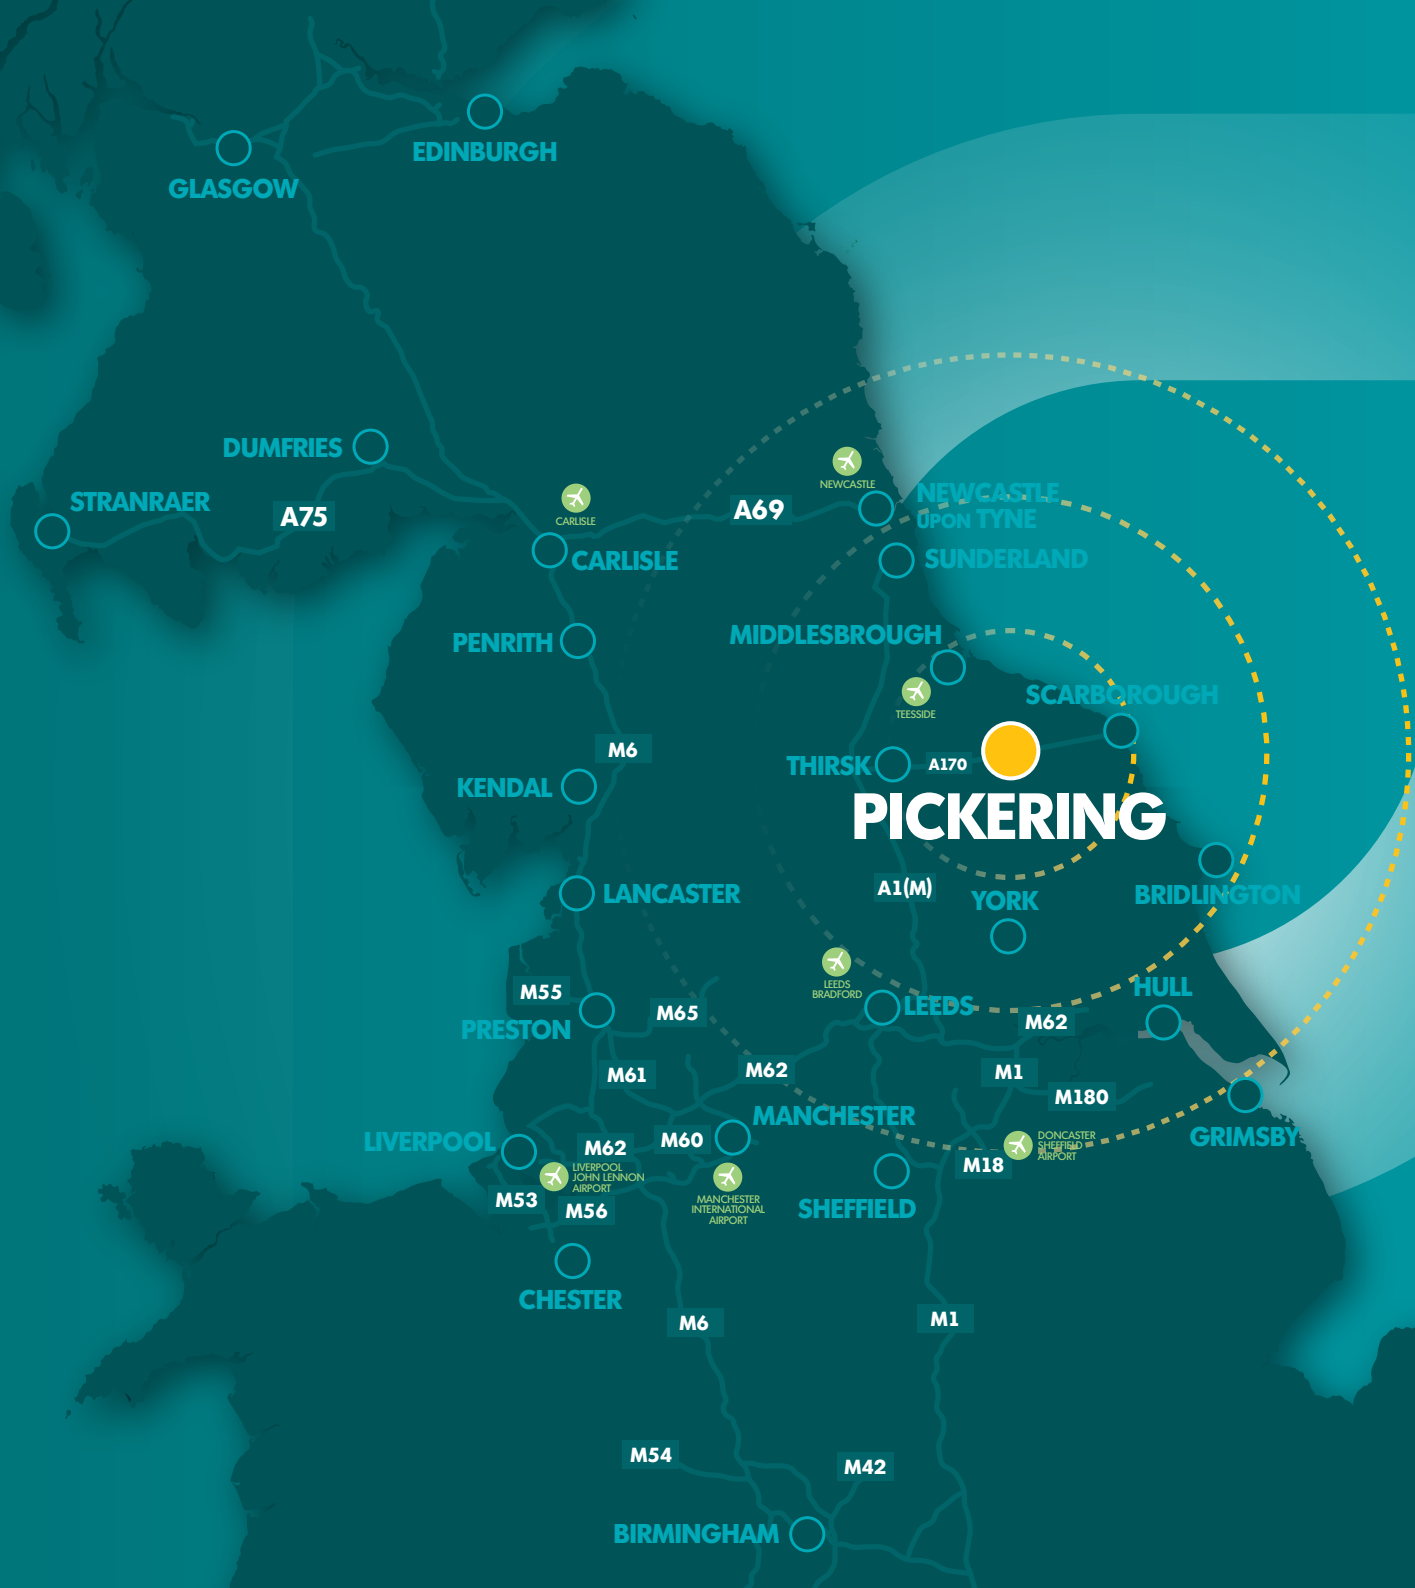 EDINBURGH
GLASGOW
DUMFRIES
STRANRAER
A75
CARLISLE
CARLISLE
A69
NEWCASTLE
NEWCASTLE
UPON TYNE
SUNDERLAND
PENRITH
MIDDLESBROUGH
TEESSIDE
SCARBOROUGH
M6
THIRSK
A170
KENDAL
PICKERING
A1(M)
LANCASTER
YORK
BRIDLINGTON
M55
PRESTON
M65
LEEDS
BRADFORD
LEEDS
HULL
M62
M61
M62
M1
M180
MANCHESTER
LIVERPOOL
M62
M60
GRIMSBY
DONCASTER
SHEFFIELD
AIRPORT
M18
LIVERPOOL
JOHN LENNON
AIRPORT
M53
M56
MANCHESTER
INTERNATIONAL
AIRPORT
SHEFFIELD
CHESTER
M6
M1
M54
M42
BIRMINGHAM